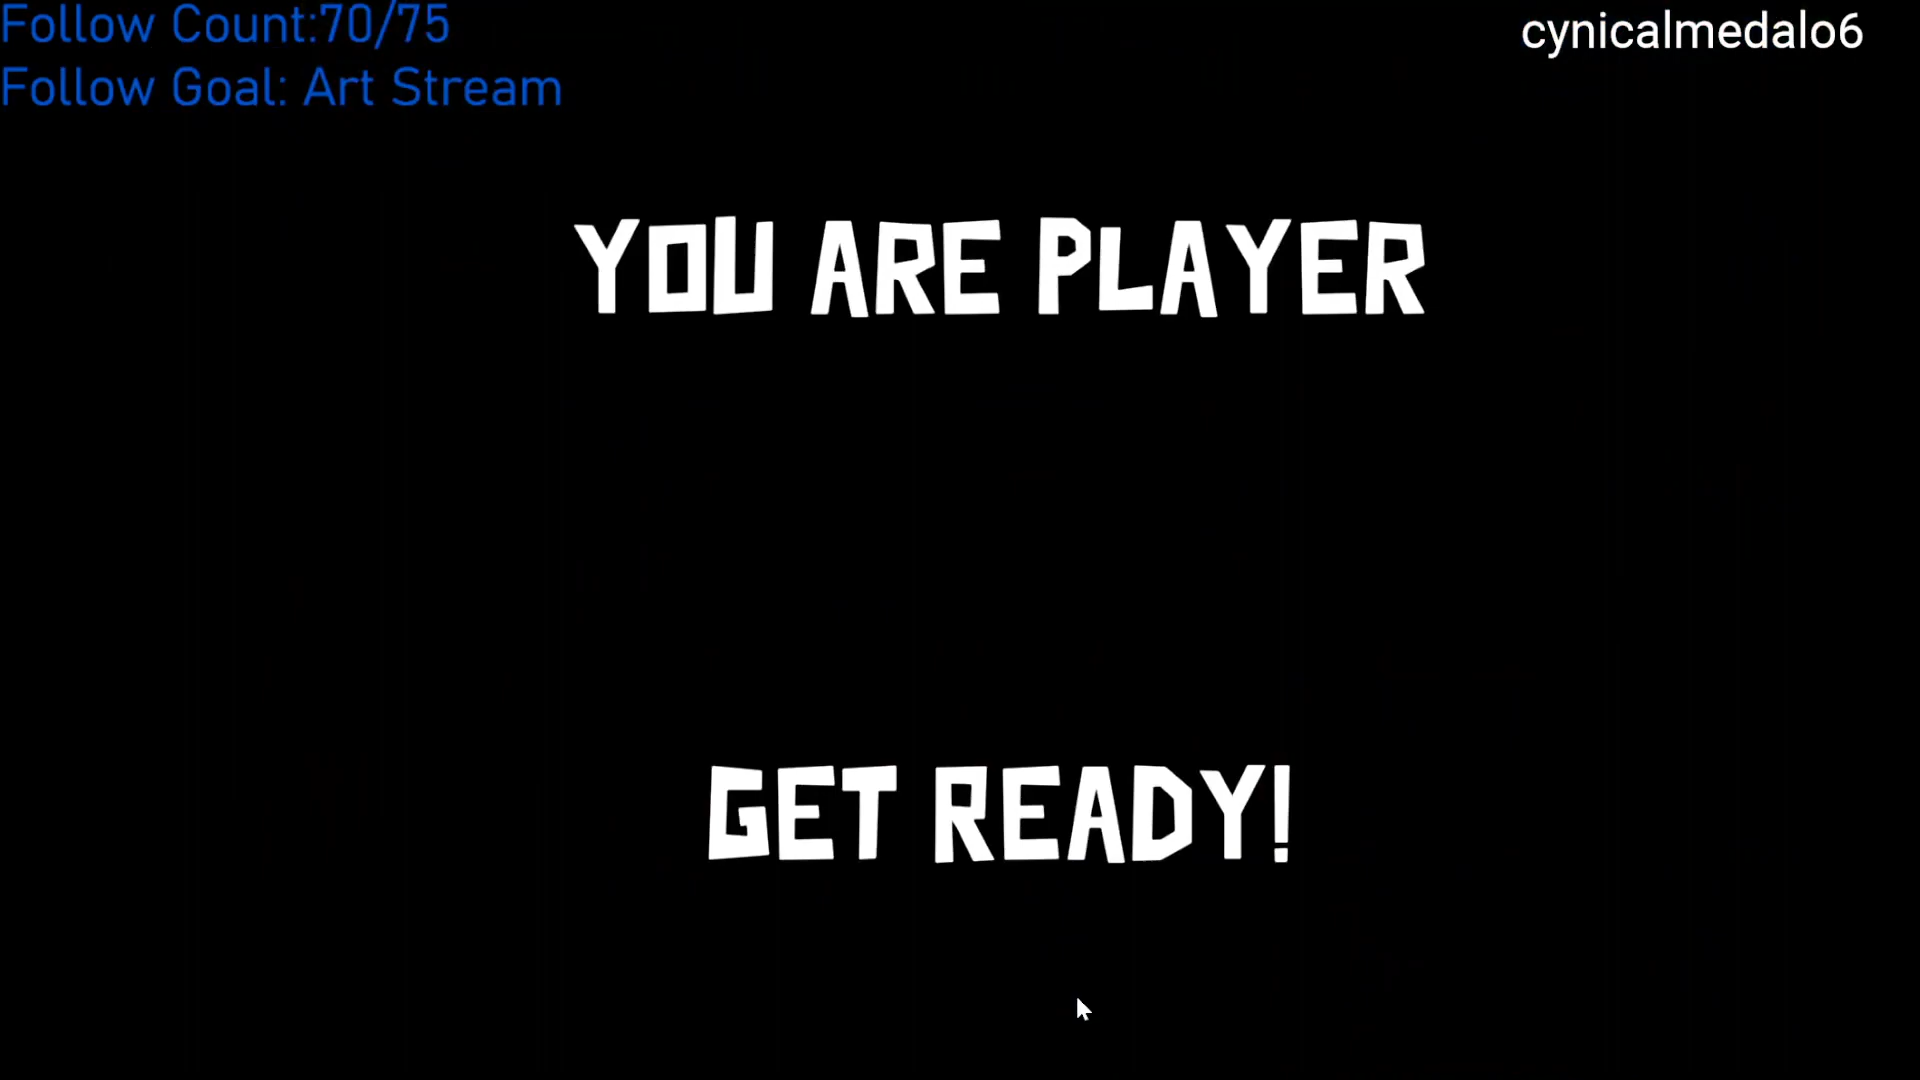 Follow Count:70/75
cynicalmedalo6
Follow Goal: Art Stream
YOU ARE PLAYER
GET READY!